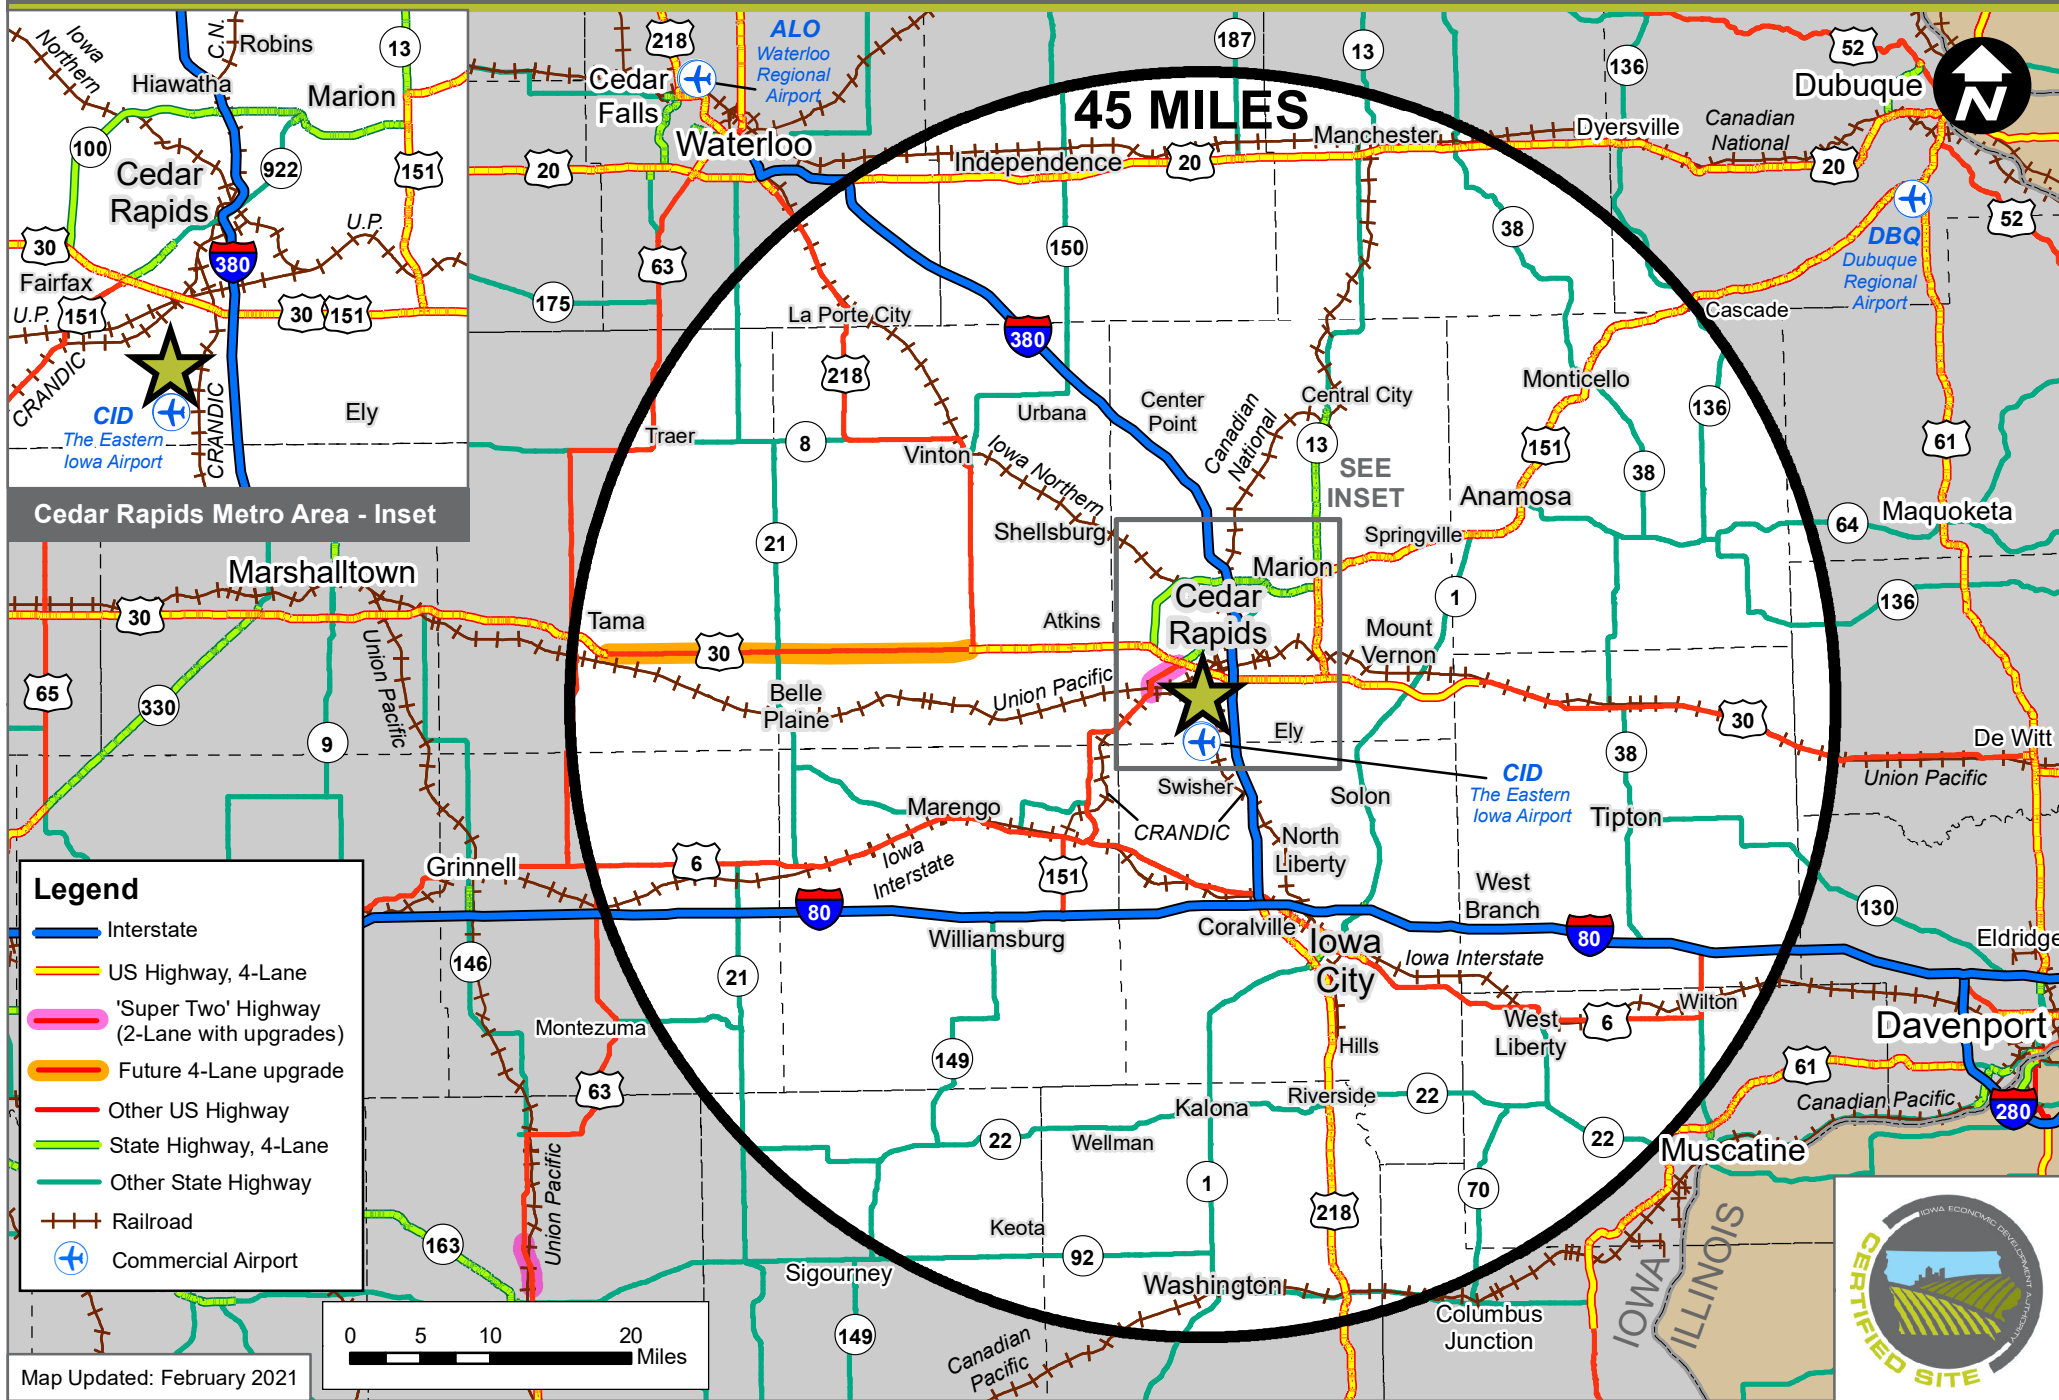 Iowa
Northern
C.N.
Robins
13
Hiawatha
Marion
100
Cedar
Rapids
922
151
U.P.
30
380
Fairfax
U.P.
151
30
151
CRANDIC
CRANDIC
CID
The Eastern
Iowa Airport
Ely
Cedar Rapids Metro Area - Inset
218
ALO
Waterloo
Regional
Airport
Cedar
Falls
Waterloo
187
13
136
52
Dubuque
N
45 MILES
Manchester
Dyersville
Canadian
National
20
Independence
20
20
52
DBQ
Dubuque
Regional
Airport
38
150
63
175
La Porte City
380
Cascade
218
Monticello
136
61
Urbana
Center
Point
Central City
Canadian
National
13
151
SEE
INSET
38
Traer
8
Vinton
Iowa Northern
Anamosa
64
Maquoketa
21
Shellsburg
Springville
Marshalltown
Marion
Cedar
Rapids
1
136
30
Tama
Atkins
Mount
Vernon
30
Union Pacific
65
330
Belle
Plaine
Union Pacific
30
9
Ely
38
De Witt
Union Pacific
CID
The Eastern
Iowa Airport
Swisher
Solon
Marengo
CRANDIC
Tipton
North
Liberty
Iowa
Interstate
Grinnell
6
151
West
Branch
80
80
130
Williamsburg
Coralville
Iowa
City
Eldridge
Iowa Interstate
146
21
Wilton
Montezuma
West
Liberty
6
Davenport
Hills
149
61
63
Kalona
Riverside
22
Canadian Pacific
280
22
Wellman
22
Muscatine
Union Pacific
1
70
218
163
Keota
92
Sigourney
Washington
Columbus
Junction
149
Canadian
Pacific
IOWA
ILLINOIS
Legend
Interstate
US Highway, 4-Lane
'Super Two' Highway
(2-Lane with upgrades)
Future 4-Lane upgrade
Other US Highway
State Highway, 4-Lane
Other State Highway
Railroad
Commercial Airport
0 5 10 20
Miles
Map Updated: February 2021
IOWA ECONOMIC DEVELOPMENT AUTHORITY
CERTIFIED SITE